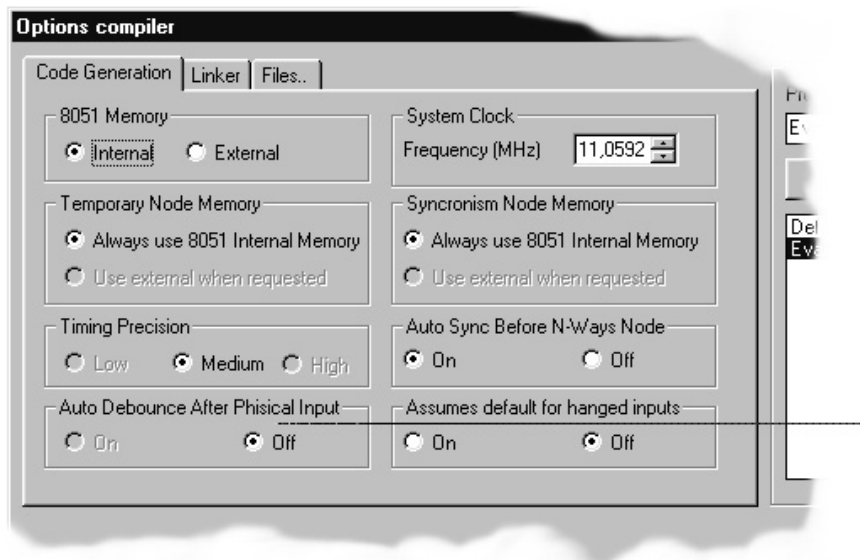 Options compiler
Code Generation
Linker
Files..
8051 Memory
Internal
External
System Clock
Frequency (MHz)
11,0592
Temporary Node Memory
Always use 8051 Internal Memory
Use external when requested
Syncronism Node Memory
Always use 8051 Internal Memory
Use external when requested
Timing Precision
Low
Medium
High
Auto Sync Before N-Ways Node
On
Off
Auto Debounce After Phisical Input
On
Off
Assumes default for hanged inputs
On
Off